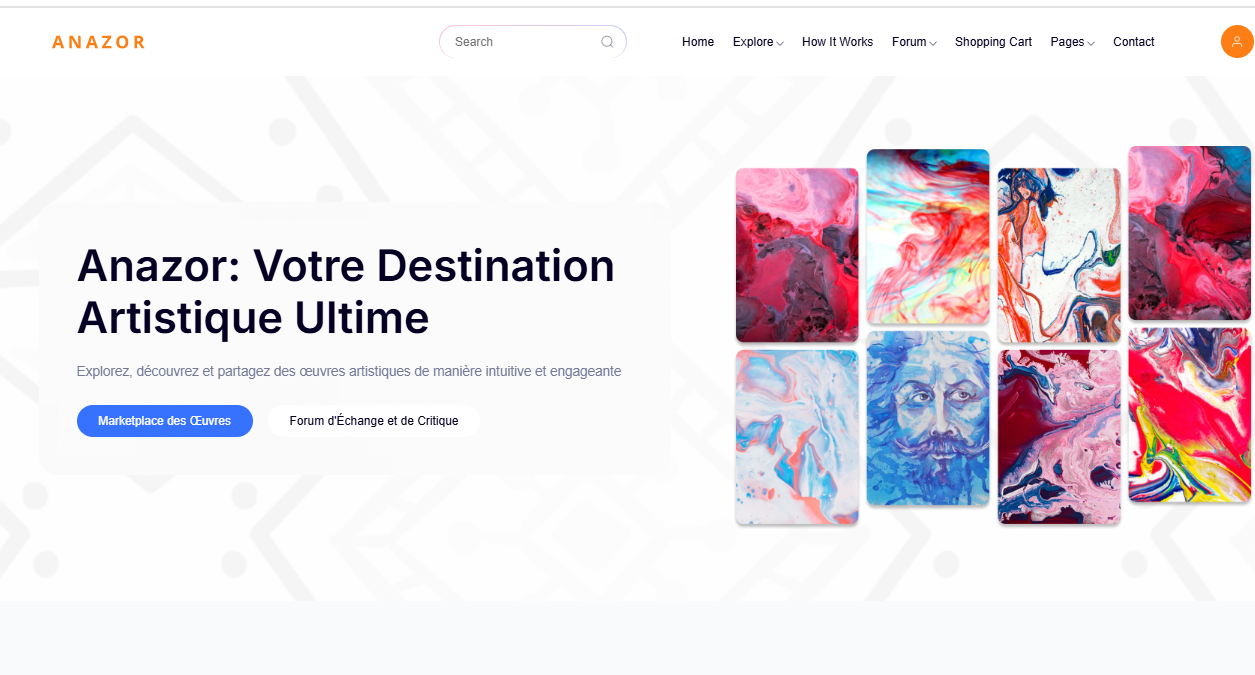 ANAZOR
Search
Home Explore How It Works Forum Shopping Cart Pages Contact
Anazor: Votre Destination
Artistique Ultime
Explorez, découvrez et partagez des œuvres artistiques de manière intuitive et engageante
Marketplace des Œuvres
Forum d'Échange et de Critique